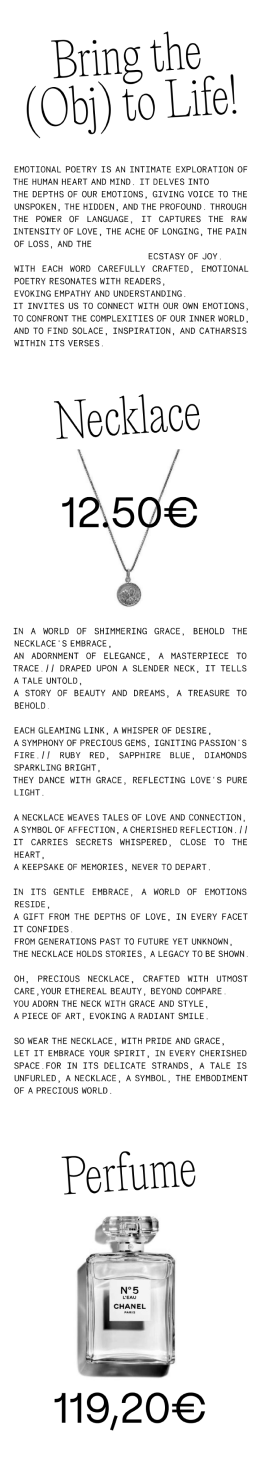 Bring the
(Obj) to Life!
EMOTIONAL POETRY IS AN INTIMATE EXPLORATION OF
THE HUMAN HEART AND MIND. IT DELVES INTO
THE DEPTHS OF OUR EMOTIONS, GIVING VOICE TO THE
UNSPOKEN, THE HIDDEN, AND THE PROFOUND. THROUGH
THE POWER OF LANGUAGE, IT CAPTURES THE RAW
INTENSITY OF LOVE, THE ACHE OF LONGING, THE PAIN
OF LOSS, AND THE
ECSTASY OF JOY.
WITH EACH WORD CAREFULLY CRAFTED, EMOTIONAL
POETRY RESONATES WITH READERS,
EVOKING EMPATHY AND UNDERSTANDING.
IT INVITES US TO CONNECT WITH OUR OWN EMOTIONS,
TO CONFRONT THE COMPLEXITIES OF OUR INNER WORLD,
AND TO FIND SOLACE, INSPIRATION, AND CATHARSIS
WITHIN ITS VERSES.
Necklace
12.50€
IN A WORLD OF SHIMMERING GRACE, BEHOLD THE
NECKLACE'S EMBRACE,
AN ADORNMENT OF ELEGANCE, A MASTERPIECE TO
TRACE.// DRAPED UPON A SLENDER NECK, IT TELLS
A TALE UNTOLD,
A STORY OF BEAUTY AND DREAMS, A TREASURE TO
BEHOLD.
EACH GLEAMING LINK, A WHISPER OF DESIRE,
A SYMPHONY OF PRECIOUS GEMS, IGNITING PASSION'S
FIRE.// RUBY RED, SAPPHIRE BLUE, DIAMONDS
SPARKLING BRIGHT,
THEY DANCE WITH GRACE, REFLECTING LOVE'S PURE
LIGHT.
A NECKLACE WEAVES TALES OF LOVE AND CONNECTION,
A SYMBOL OF AFFECTION, A CHERISHED REFLECTION.//
IT CARRIES SECRETS WHISPERED, CLOSE TO THE
HEART,
A KEEPSAKE OF MEMORIES, NEVER TO DEPART.
IN ITS GENTLE EMBRACE, A WORLD OF EMOTIONS
RESIDE,
A GIFT FROM THE DEPTHS OF LOVE, IN EVERY FACET
IT CONFIDES.
FROM GENERATIONS PAST TO FUTURE YET UNKNOWN,
THE NECKLACE HOLDS STORIES, A LEGACY TO BE SHOWN.
OH, PRECIOUS NECKLACE, CRAFTED WITH UTMOST
CARE,YOUR ETHEREAL BEAUTY, BEYOND COMPARE.
YOU ADORN THE NECK WITH GRACE AND STYLE,
A PIECE OF ART, EVOKING A RADIANT SMILE.
SO WEAR THE NECKLACE, WITH PRIDE AND GRACE,
LET IT EMBRACE YOUR SPIRIT, IN EVERY CHERISHED
SPACE.FOR IN ITS DELICATE STRANDS, A TALE IS
UNFURLED, A NECKLACE, A SYMBOL, THE EMBODIMENT
OF A PRECIOUS WORLD.
Perfume
N°5
L'EAU
CHANEL
PARIS
119,20€